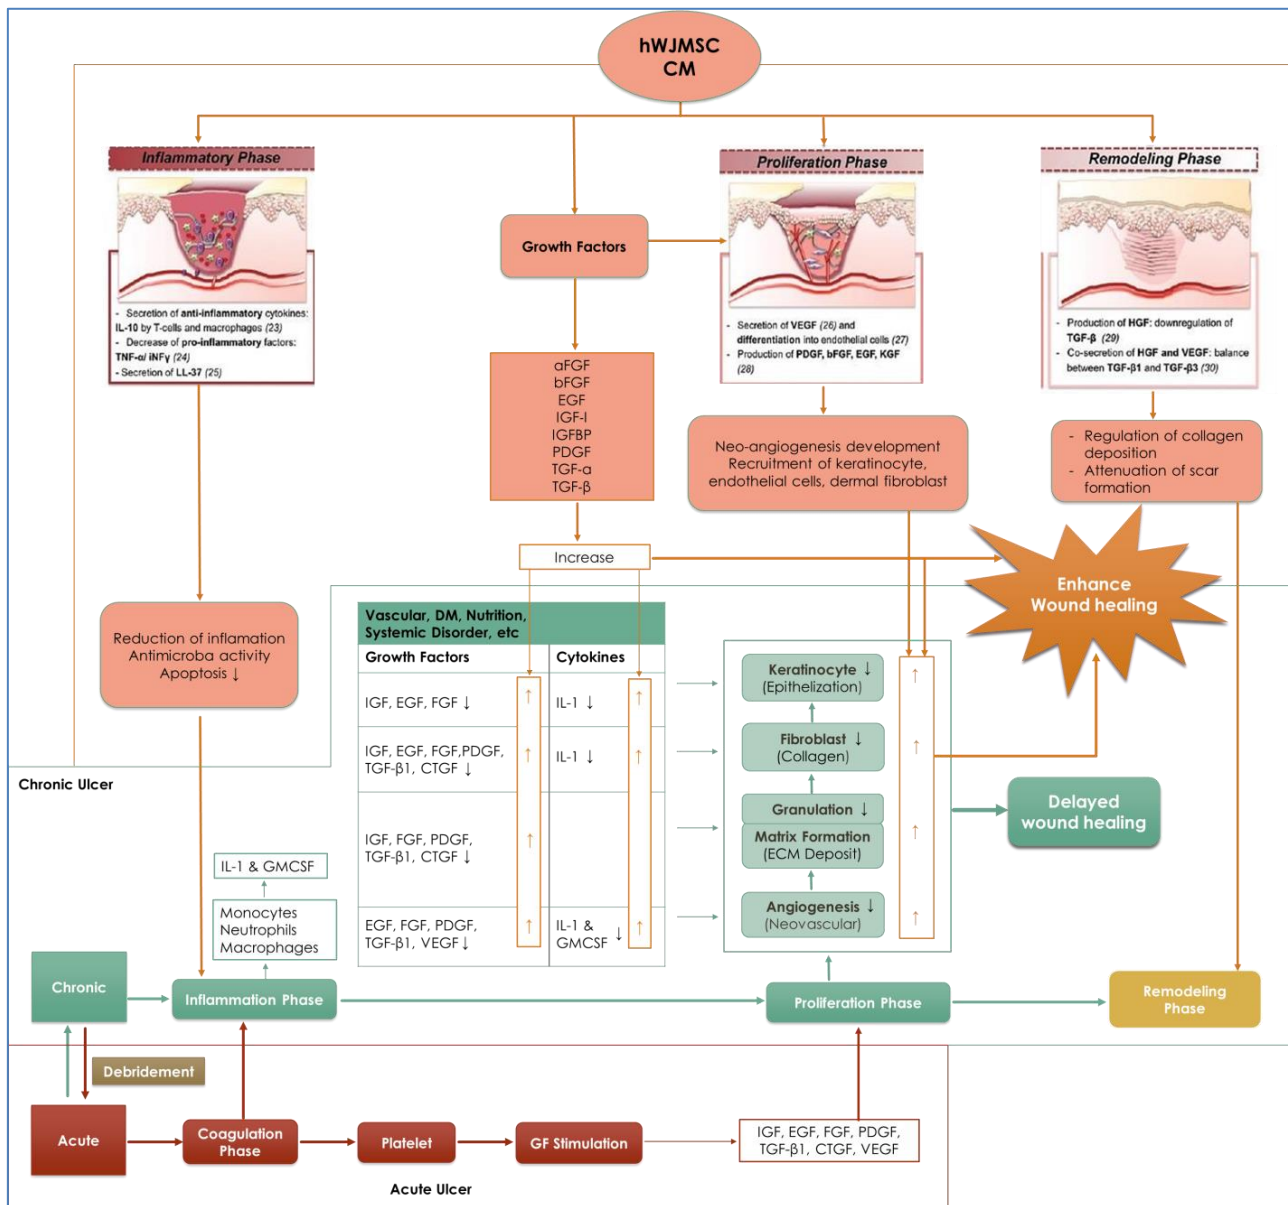 hWJMSC
CM
Inflammatory Phase
- Secretion of anti-inflammatory cytokines:
IL-10 by T-cells and macrophages (23)
- Decrease of pro-inflammatory factors:
TNF-α/ iNFγ (24)
- Secretion of LL-37 (25)
Growth Factors
Proliferation Phase
- Secretion of VEGF (26) and
differentiation into endothelial cells (27)
- Production of PDGF, bFGF, EGF, KGF
(28)
Remodeling Phase
- Production of HGF: downregulation of
TGF-β (29)
- Co-secretion of HGF and VEGF: balance
between TGF-β1 and TGF-β3 (30)
aFGF
bFGF
EGF
IGF-I
IGFBP
PDGF
TGF-α
TGF-β
Neo-angiogenesis development
Recruitment of keratinocyte,
endothelial cells, dermal fibroblast
- Regulation of collagen
deposition
- Attenuation of scar
formation
Increase
Enhance
Wound healing
Reduction of inflamation
Antimicroba activity
Apoptosis ↓
Vascular, DM, Nutrition,
Systemic Disorder, etc
Growth Factors
Cytokines
IGF, EGF, FGF ↓
↑
IL-1 ↓
↑
IGF, EGF, FGF,PDGF,
TGF-β1, CTGF ↓
↑
IL-1 ↓
↑
IGF, FGF, PDGF,
TGF-β1, CTGF ↓
↑
↑
EGF, FGF, PDGF,
TGF-β1, VEGF ↓
↑
IL-1 &
GMCSF ↓
↑
Keratinocyte ↓
(Epithelization)
↑
Fibroblast ↓
(Collagen)
↑
Granulation ↓
Matrix Formation
(ECM Deposit)
↑
Angiogenesis ↓
(Neovascular)
↑
Delayed
wound healing
Chronic Ulcer
IL-1 & GMCSF
Monocytes
Neutrophils
Macrophages
Chronic
Inflammation Phase
Proliferation Phase
Remodeling
Phase
Debridement
Acute
Coagulation
Phase
Platelet
GF Stimulation
IGF, EGF, FGF, PDGF,
TGF-β1, CTGF, VEGF
Acute Ulcer